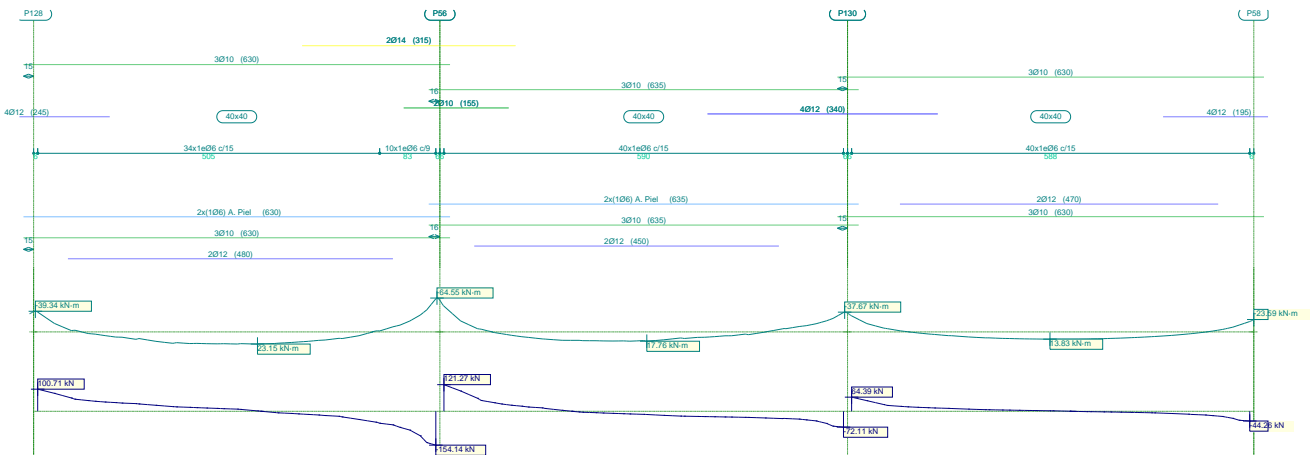 P128 P56 P130 P58
2Ø14 (315)
3Ø10 (630)
15
3Ø10 (630)
15
3Ø10 (635)
16
2Ø10 (155)
4Ø12 (245)
40x40
40x40
4Ø12 (340)
40x40
4Ø12 (195)
34x1eØ6 c/15 10x1eØ6 c/9 40x1eØ6 c/15 40x1eØ6 c/15
505 83 590 588
2x(1Ø6) A. Piel (635)
2Ø12 (470)
2x(1Ø6) A. Piel (630)
3Ø10 (630)
15
3Ø10 (635)
16
3Ø10 (630)
15
2Ø12 (450)
2Ø12 (480)
-64.55 kN·m
-39.34 kN·m
-37.67 kN·m
-23.59 kN·m
23.15 kN·m
17.76 kN·m
13.83 kN·m
100.71 kN
121.27 kN
64.39 kN
-154.14 kN
-72.11 kN
-44.26 kN